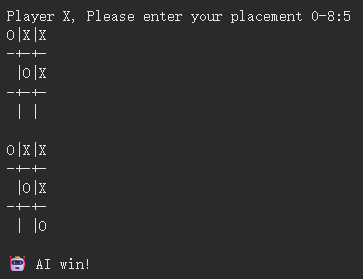 Player X, Please enter your placement 0-8:5
O|X|X
-+-+-
 |O|X
-+-+-
 | | 

O|X|X
-+-+-
 |O|X
-+-+-
 | |O

🤖 AI win!